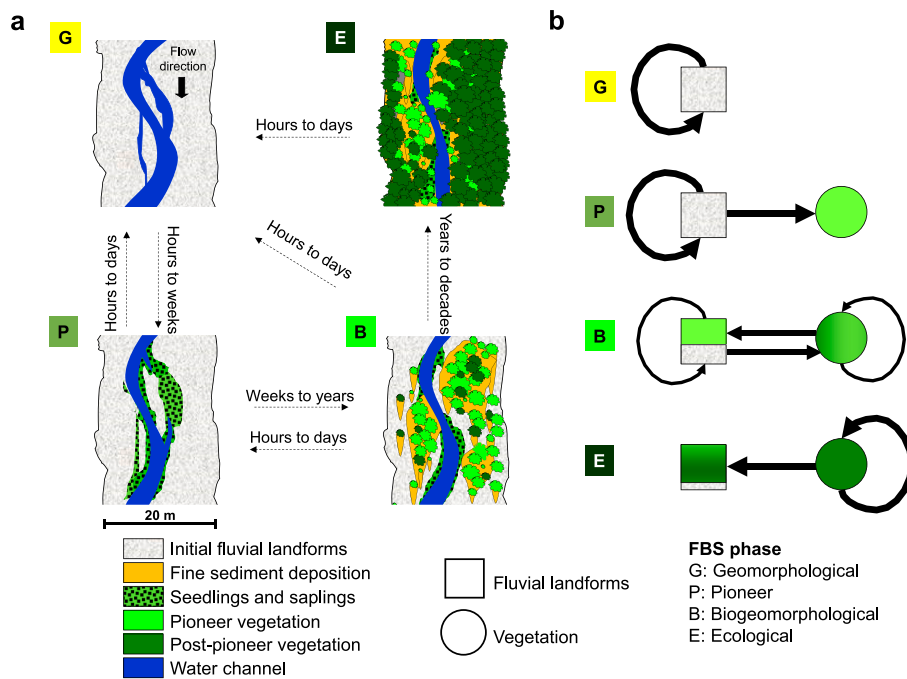 a
b
G
E
G
Flow
direction
Hours to days
Hours to days
Hours to weeks
Hours to days
Years to decades
P
P
B
B
Weeks to years
Hours to days
E
20 m
Initial fluvial landforms
Fine sediment deposition
Seedlings and saplings
Pioneer vegetation
Post-pioneer vegetation
Water channel
Fluvial landforms
Vegetation
FBS phase
G: Geomorphological
P: Pioneer
B: Biogeomorphological
E: Ecological